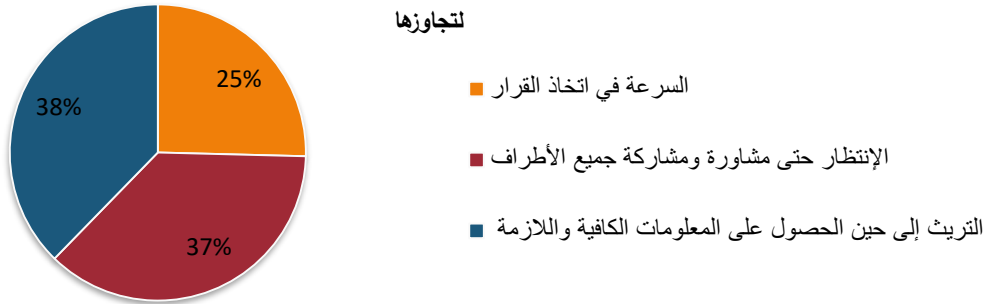 لتجاوزها
25%
السرعة في اتخاذ القرار
38%
الإنتظار حتى مشاورة ومشاركة جميع الأطراف
التريث إلى حين الحصول على المعلومات الكافية واللازمة
37%